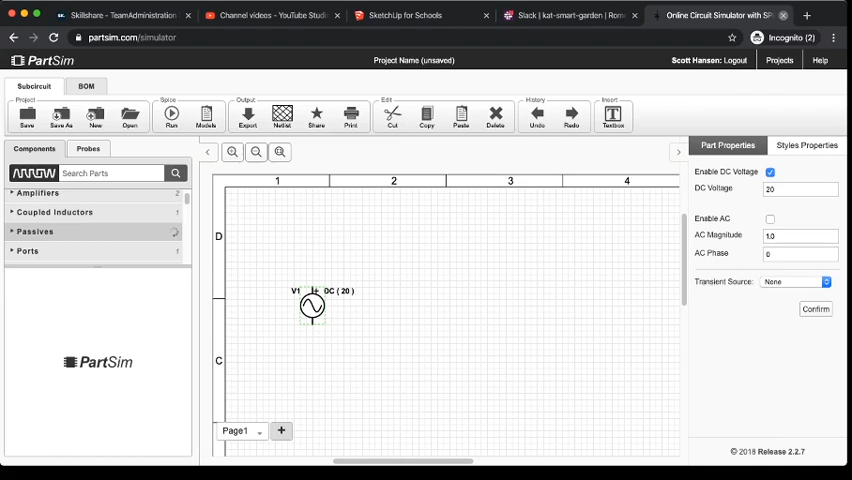 Skillshare - TeamAdministration
Channel videos - YouTube Studi
SketchUp for Schools
Slack | kat-smart-garden | Rom
Online Circuit Simulator with SP
partsim.com/simulator
Incognito (2)
PartSim
Project Name (unsaved)
Scott Hansen: Logout
Projects
Help
Subcircuit
BOM
Project
Spice
Output
Edit
History
Insert
Save
Save As
New
Open
Run
Models
Export
Netlist
Share
Print
Cut
Copy
Paste
Delete
Undo
Redo
Textbox
Components
Probes
Part Properties
Styles Properties
ARROW
Search Parts
Amplifiers 2
Coupled Inductors 1
Passives
Ports 1
PartSim
1 2 3 4
D
C
V1
DC ( 20 )
Page1
Enable DC Voltage
DC Voltage 20
Enable AC
AC Magnitude 1.0
AC Phase 0
Transient Source: None
Confirm
© 2018 Release 2.2.7